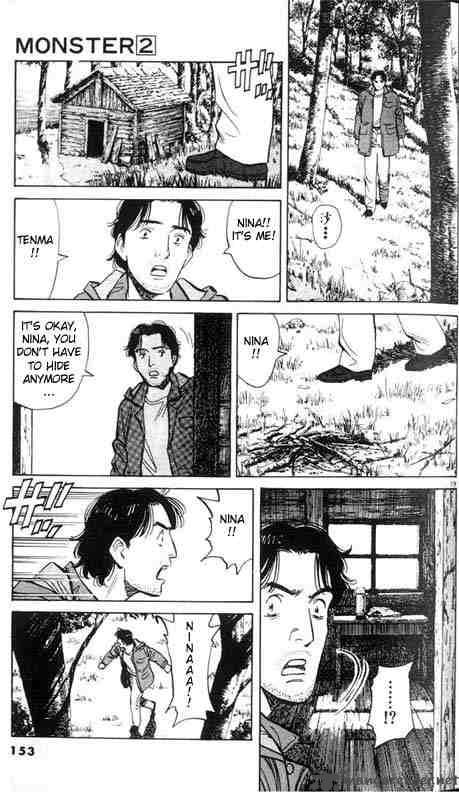 MONSTER 2
沙……
NINA!!
IT'S ME!
TENMA
!!
NINA
!!
IT'S OKAY,
NINA, YOU
DON'T HAVE
TO HIDE
ANYMORE
...
......!?
NINA
!!
NINAAA!!
153